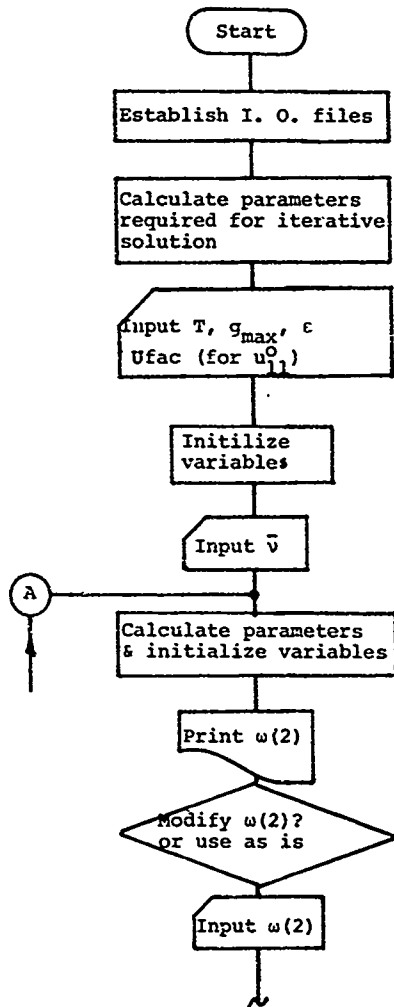 Start
Establish I. O. files
Calculate parameters
required for iterative
solution
Input T, g_max, ε
Ufac (for u⁰₁₁)
Initilize
variables
Input ν̄
A
Calculate parameters
& initialize variables
Print ω(2)
Modify ω(2)?
or use as is
Input ω(2)